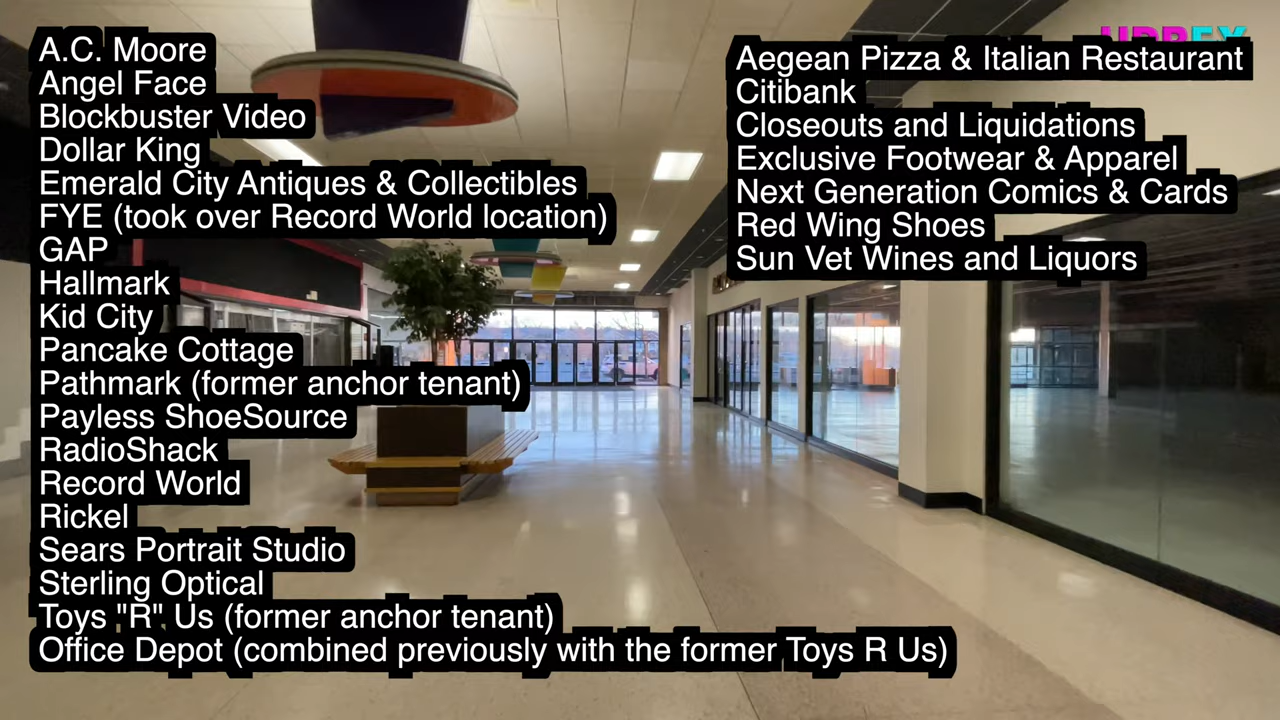 A.C. Moore
Angel Face
Blockbuster Video
Dollar King
Emerald City Antiques & Collectibles
FYE (took over Record World location)
GAP
Hallmark
Kid City
Pancake Cottage
Pathmark (former anchor tenant)
Payless ShoeSource
RadioShack
Record World
Rickel
Sears Portrait Studio
Sterling Optical
Toys "R" Us (former anchor tenant)
Office Depot (combined previously with the former Toys R Us)
Aegean Pizza & Italian Restaurant
Citibank
Closeouts and Liquidations
Exclusive Footwear & Apparel
Next Generation Comics & Cards
Red Wing Shoes
Sun Vet Wines and Liquors